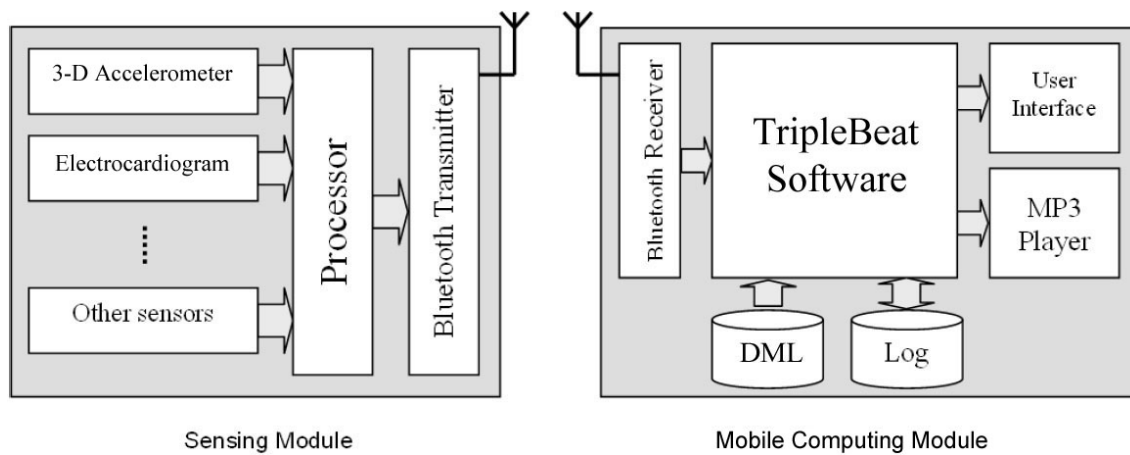 3-D Accelerometer
Electrocardiogram
Other sensors
Processor
Bluetooth Transmitter
Sensing Module
Bluetooth Receiver
TripleBeat
Software
User
Interface
MP3
Player
DML
Log
Mobile Computing Module